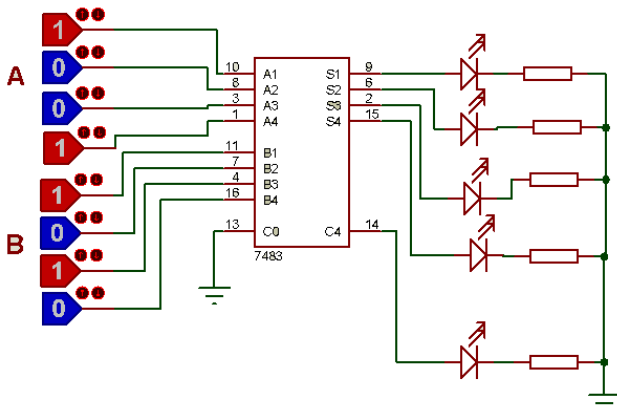 A
1
0
0
1
B
1
0
1
0
10 A1 S1 9
8 A2 S2 6
3 A3 S3 2
1 A4 S4 15
11 B1
7 B2
4 B3
16 B4
13 C0 C4 14
7483